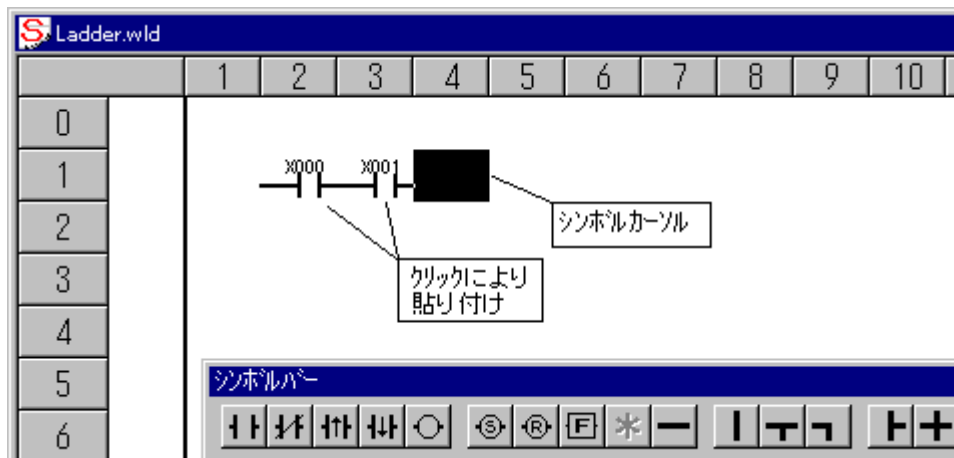 Ladder.wld
1 2 3 4 5 6 7 8 9 10
0
1
2
3
4
5
6
X000 X001
シンボルカーソル
クリックにより
貼り付け
シンボルバー
S R F